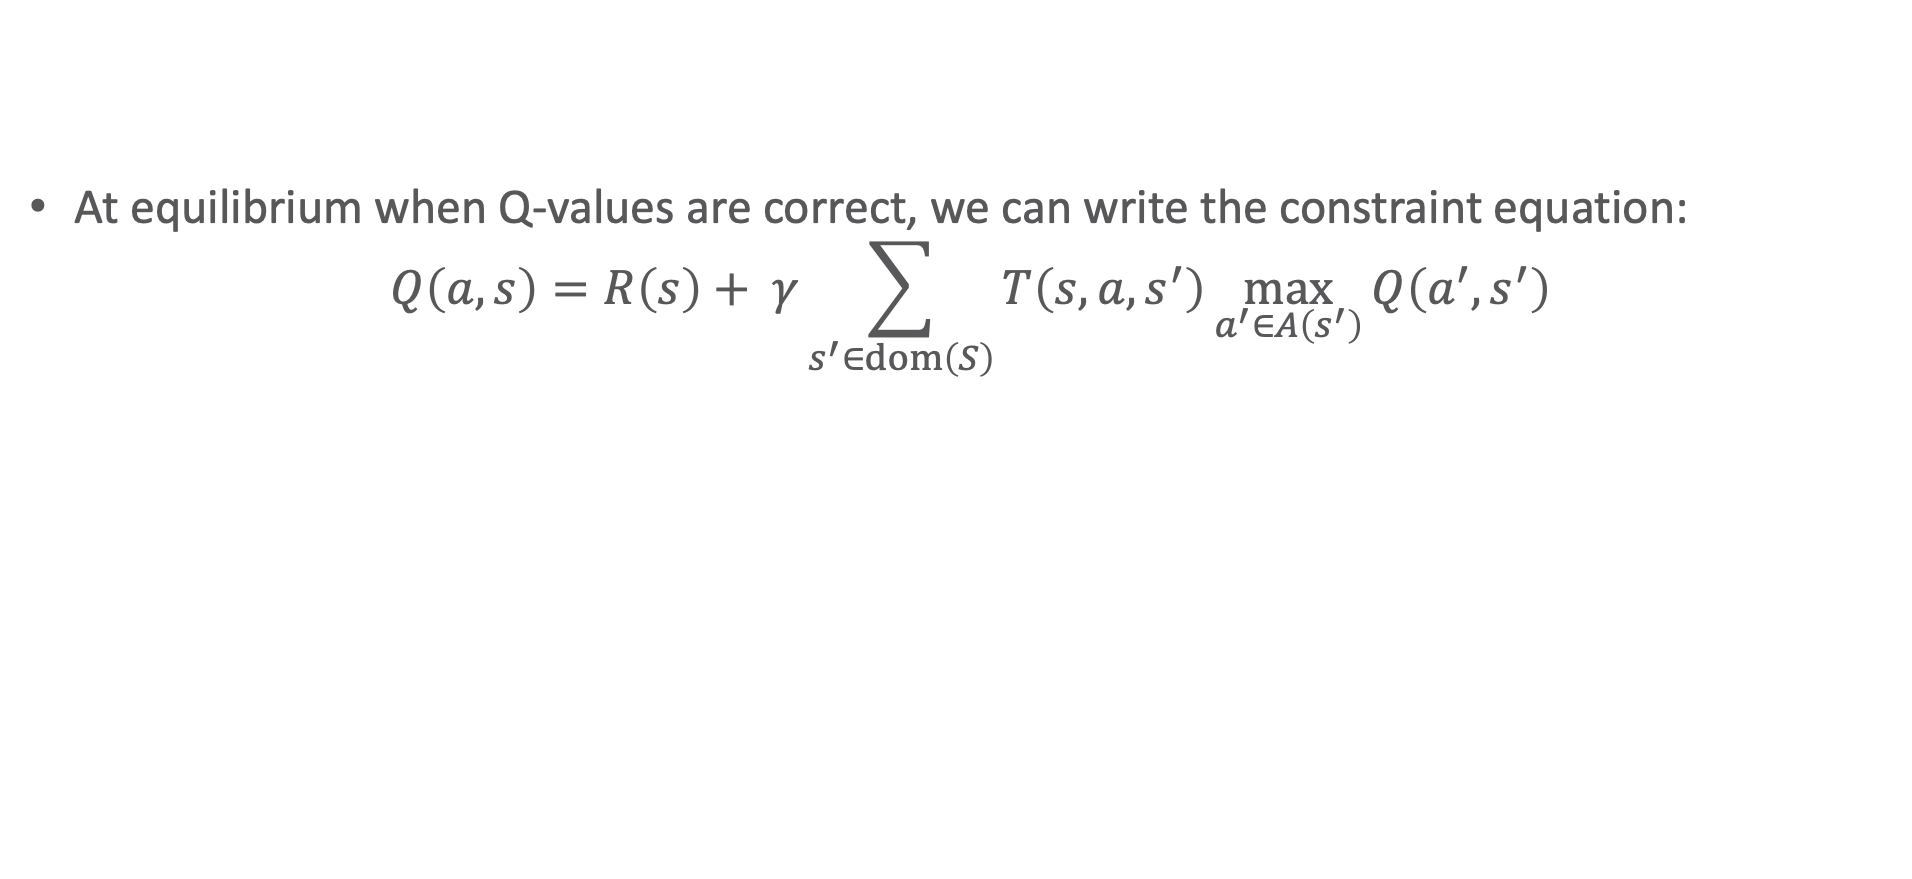 • At equilibrium when Q-values are correct, we can write the constraint equation:
Q(a, s) = R(s) + γ ∑ s′∈dom(S) T(s, a, s′) max a′∈A(s′) Q(a′, s′)